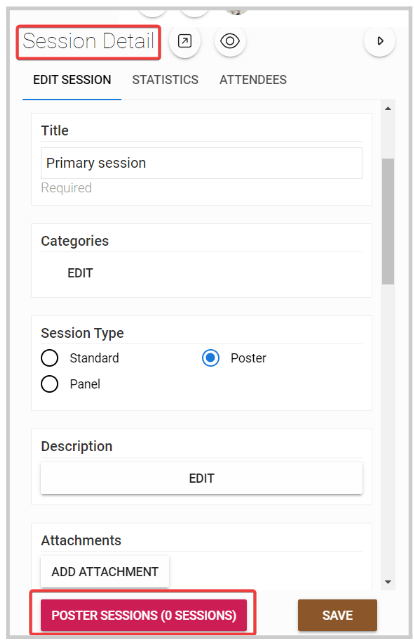 Session Detail
EDIT SESSION STATISTICS ATTENDEES
Title
Primary session
Required
Categories
EDIT
Session Type
Standard Poster
Panel
Description
EDIT
Attachments
ADD ATTACHMENT
POSTER SESSIONS (0 SESSIONS) SAVE